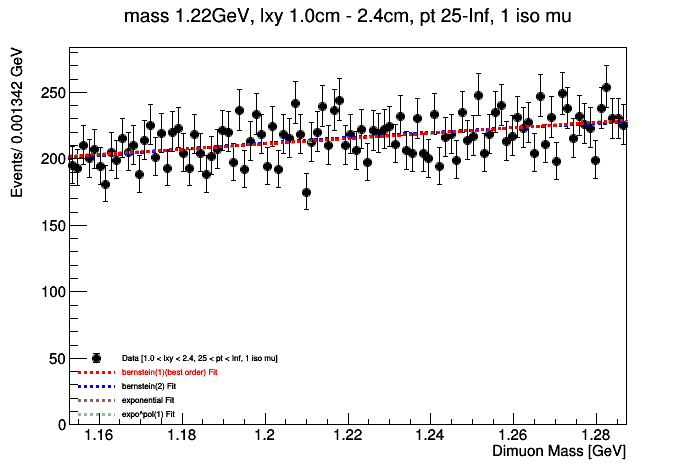 mass 1.22GeV, lxy 1.0cm - 2.4cm, pt 25-Inf, 1 iso mu
Events/ 0.001342 GeV
250
200
150
100
50
0
Data [1.0 < lxy < 2.4, 25 < pt < Inf, 1 iso mu]
bernstein(1)(best order) Fit
bernstein(2) Fit
exponential Fit
expo*pol(1) Fit
1.16 1.18 1.2 1.22 1.24 1.26 1.28
Dimuon Mass [GeV]